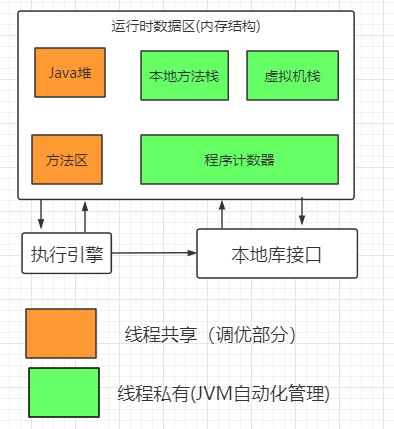 运行时数据区(内存结构)
Java堆
本地方法栈
虚拟机栈
方法区
程序计数器
执行引擎
本地库接口
线程共享（调优部分）
线程私有(JVM自动化管理)